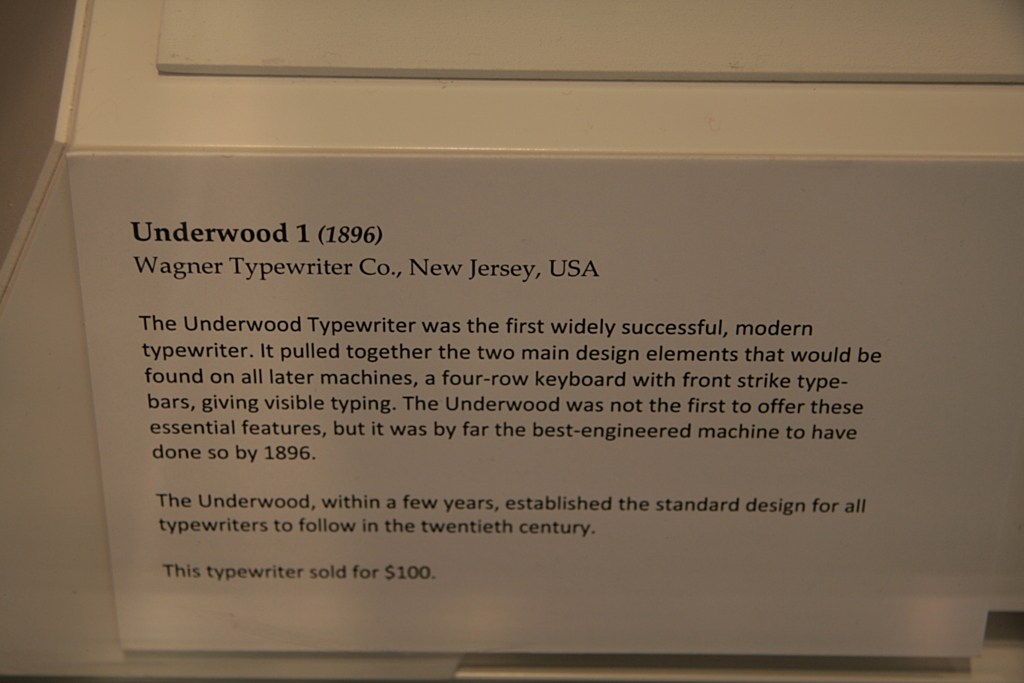 Underwood 1 (1896)
Wagner Typewriter Co., New Jersey, USA
The Underwood Typewriter was the first widely successful, modern
typewriter. It pulled together the two main design elements that would be
found on all later machines, a four-row keyboard with front strike type-
bars, giving visible typing. The Underwood was not the first to offer these
essential features, but it was by far the best-engineered machine to have
done so by 1896.
The Underwood, within a few years, established the standard design for all
typewriters to follow in the twentieth century.
This typewriter sold for $100.